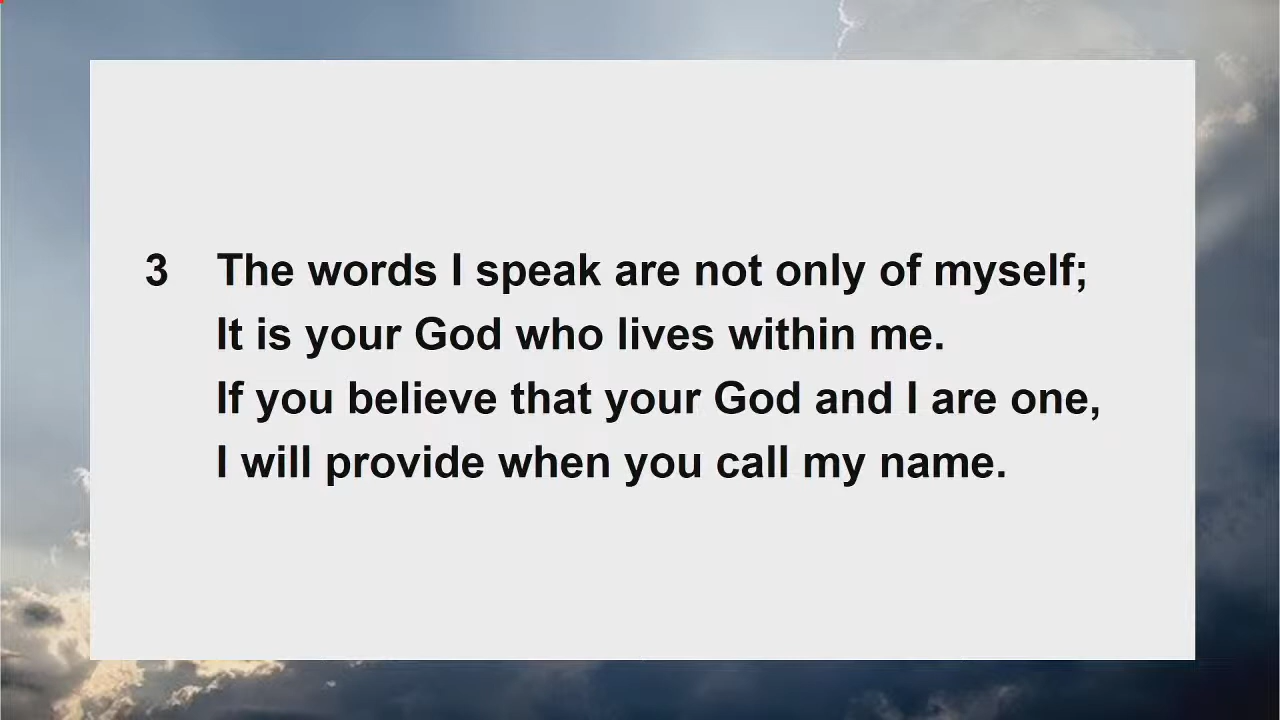 3 The words I speak are not only of myself;
It is your God who lives within me.
If you believe that your God and I are one,
I will provide when you call my name.